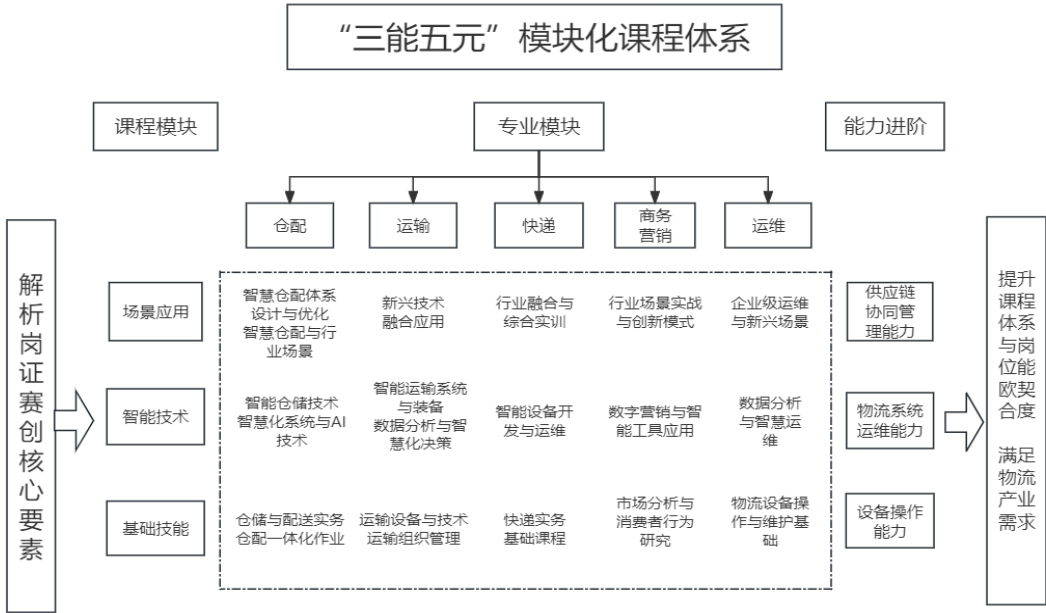 “三能五元”模块化课程体系
课程模块
专业模块
能力进阶
仓配
运输
快递
商务
营销
运维
解析岗证赛创核心要素
场景应用
智慧仓配体系
设计与优化
智慧仓配与行
业场景
新兴技术
融合应用
行业融合与
综合实训
行业场景实战
与创新模式
企业级运维
与新兴场景
供应链
协同管
理能力
智能技术
智能仓储技术
智慧化系统与AI
技术
智能运输系统
与装备
数据分析与智
慧化决策
智能设备开
发与运维
数字营销与智
能工具应用
数据分析
与智慧运
维
物流系统
运维能力
基础技能
仓储与配送实务
仓配一体化作业
运输设备与技术
运输组织管理
快递实务
基础课程
市场分析与
消费者行为
研究
物流设备操
作与维护基
础
设备操作
能力
提升
课程
体系
与岗
位能
欧契
合度
满足
物流
产业
需求